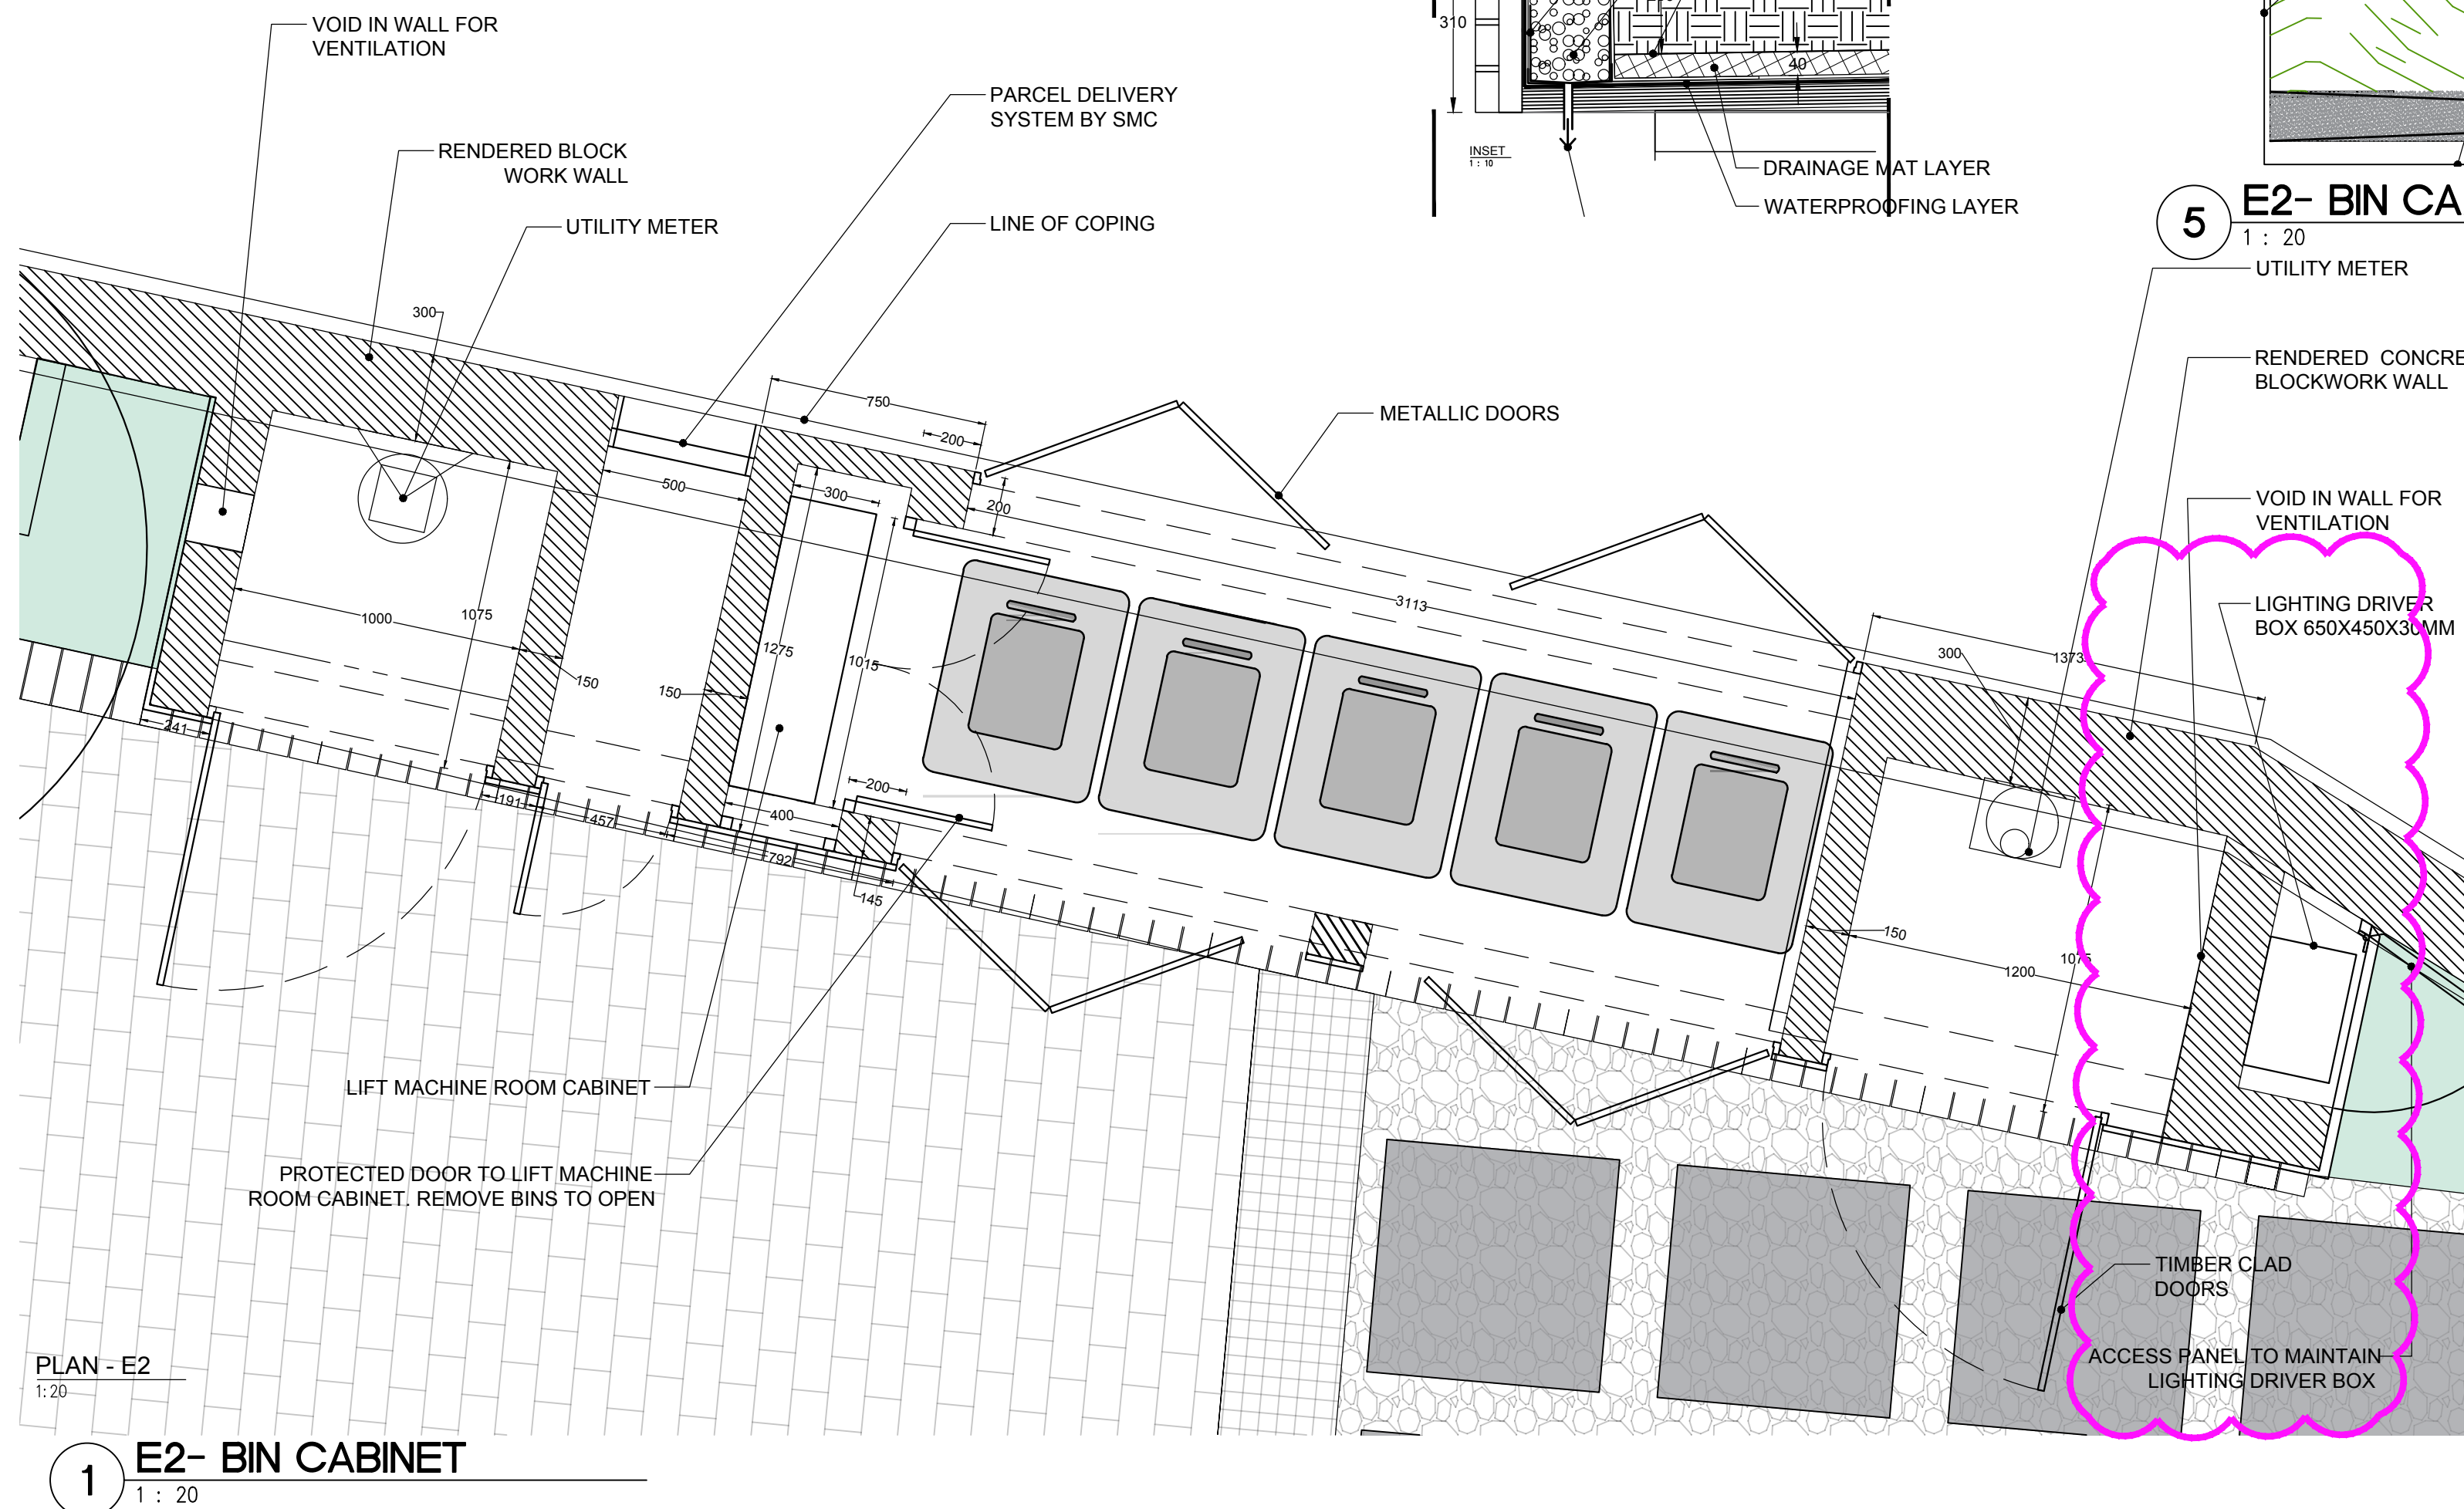 VOID IN WALL FOR
VENTILATION
RENDERED BLOCK
WORK WALL
UTILITY METER
PARCEL DELIVERY
SYSTEM BY SMC
LINE OF COPING
310
40
INSET
1 : 10
DRAINAGE MAT LAYER
WATERPROOFING LAYER
5
E2- BIN CA
1 : 20
UTILITY METER
RENDERED CONCRE
BLOCKWORK WALL
METALLIC DOORS
VOID IN WALL FOR
VENTILATION
LIGHTING DRIVER
BOX 650X450X30MM
300
750
200
500
300
200
3113
1000
1075
150
150
1275
1015
300
1373
241
191
457
792
400
200
145
150
1200
1075
LIFT MACHINE ROOM CABINET
PROTECTED DOOR TO LIFT MACHINE
ROOM CABINET. REMOVE BINS TO OPEN
TIMBER CLAD
DOORS
ACCESS PANEL TO MAINTAIN
LIGHTING DRIVER BOX
PLAN - E2
1:20
1
E2- BIN CABINET
1 : 20